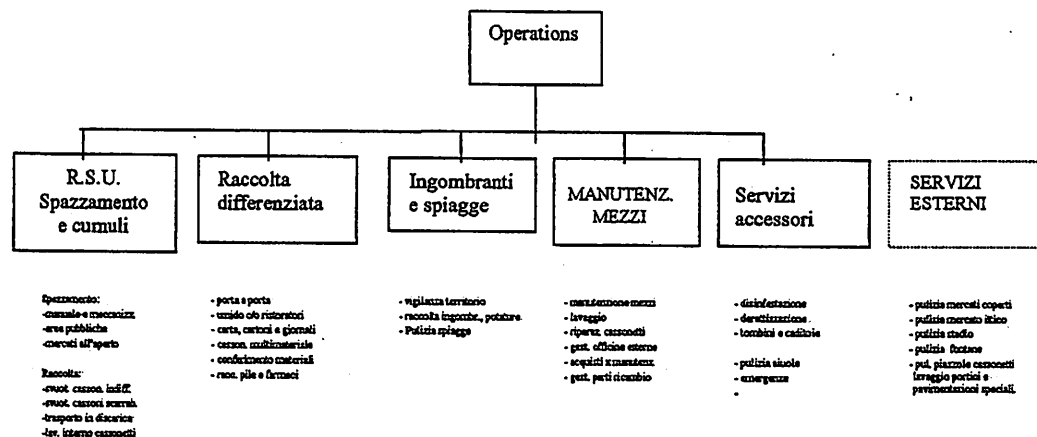 Operations
R.S.U.
Spazzamento
e cumuli
Raccolta
differenziata
Ingombranti
e spiagge
MANUTENZ.
MEZZI
Servizi
accessori
SERVIZI
ESTERNI
Spazzamento:
-manuale e meccanizz.
-aree pubbliche
-mercati all'aperto
Raccolta:
-svuot. casson. indiff.
-svuot. cassoni scarrab.
-trasporto in discarica
-lav. interno cassonetti
- porta a porta
- umido c/o ristoratori
- carta, cartoni e giornali
- casson. multimateriale
- conferimento materiali
- racc. pile e farmaci
- vigilanza territorio
- raccolta ingombr., potature.
- Pulizia spiagge
- manutenzione mezzi
- lavaggio
- riparaz. cassonetti
- gest. officine esterne
- acquisti x manutenz.
- gest. parti ricambio
- disinfestazione
- derattizzazione.
- tombini e caditoie
- pulizia aiuole
- emergenze
-
- pulizia mercati coperti
- pulizia mercato ittico
- pulizia stadio
- pulizia fontane
- pul. piazzole cassonetti
lavaggio portici e
pavimentazioni speciali.